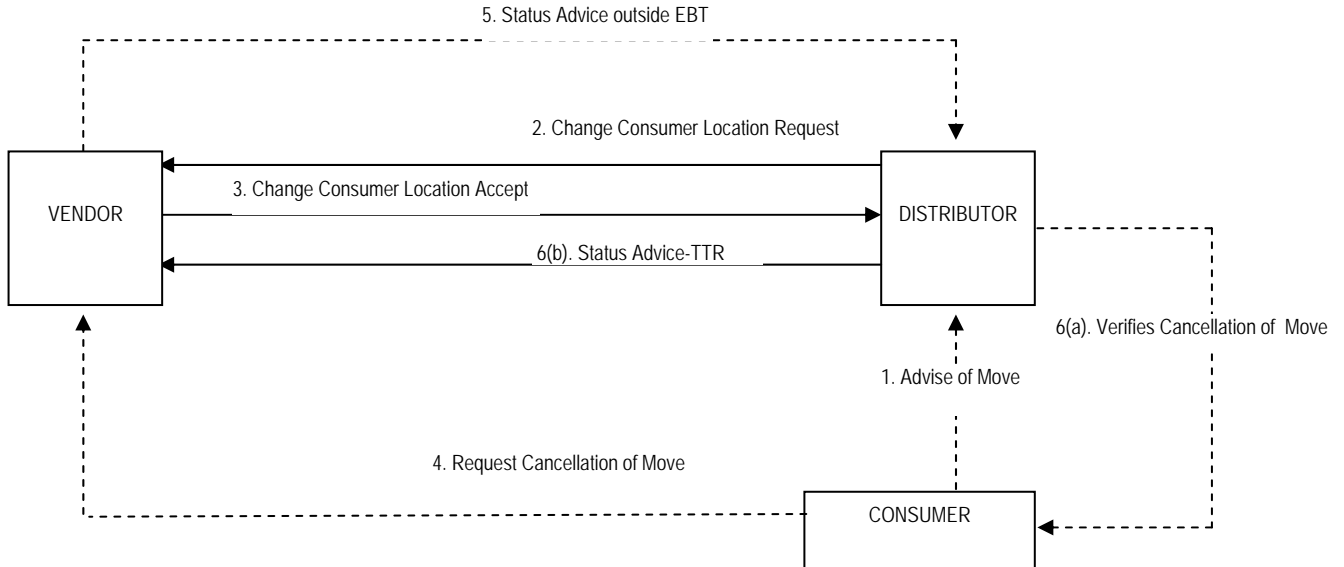 5. Status Advice outside EBT
2. Change Consumer Location Request
3. Change Consumer Location Accept
VENDOR
DISTRIBUTOR
6(b). Status Advice-TTR
6(a). Verifies Cancellation of Move
1. Advise of Move
4. Request Cancellation of Move
CONSUMER